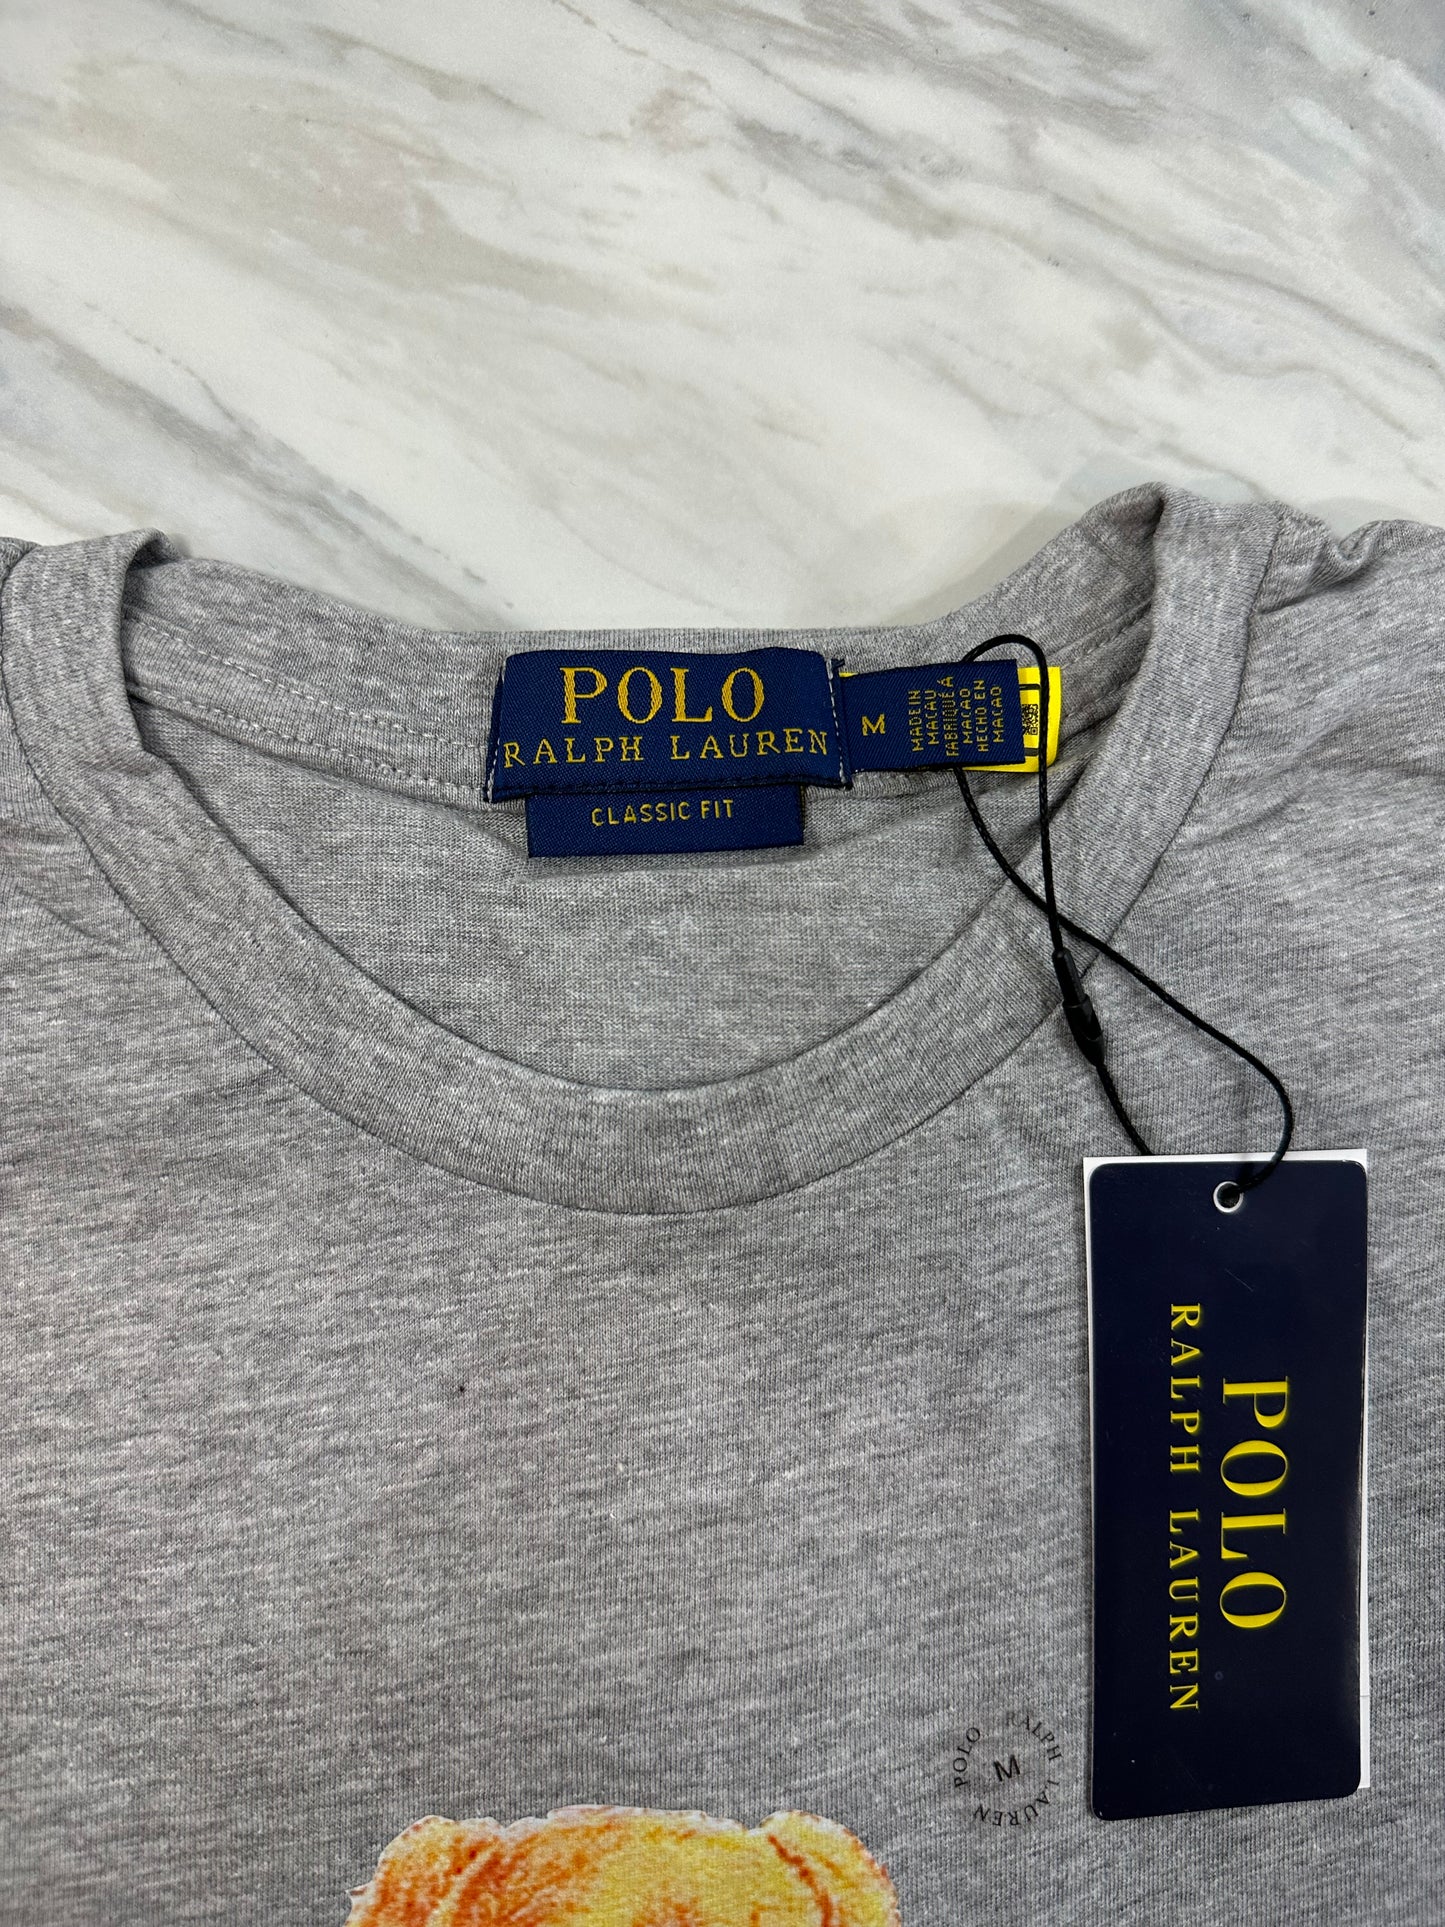 POLO
RALPH LAUREN
CLASSIC FIT
M
MADE IN
MACAU
FABRIQUÉ À
MACAO
HECHO EN
MACAO
POLO
RALPH LAUREN
POLO RALPH LAUREN
M